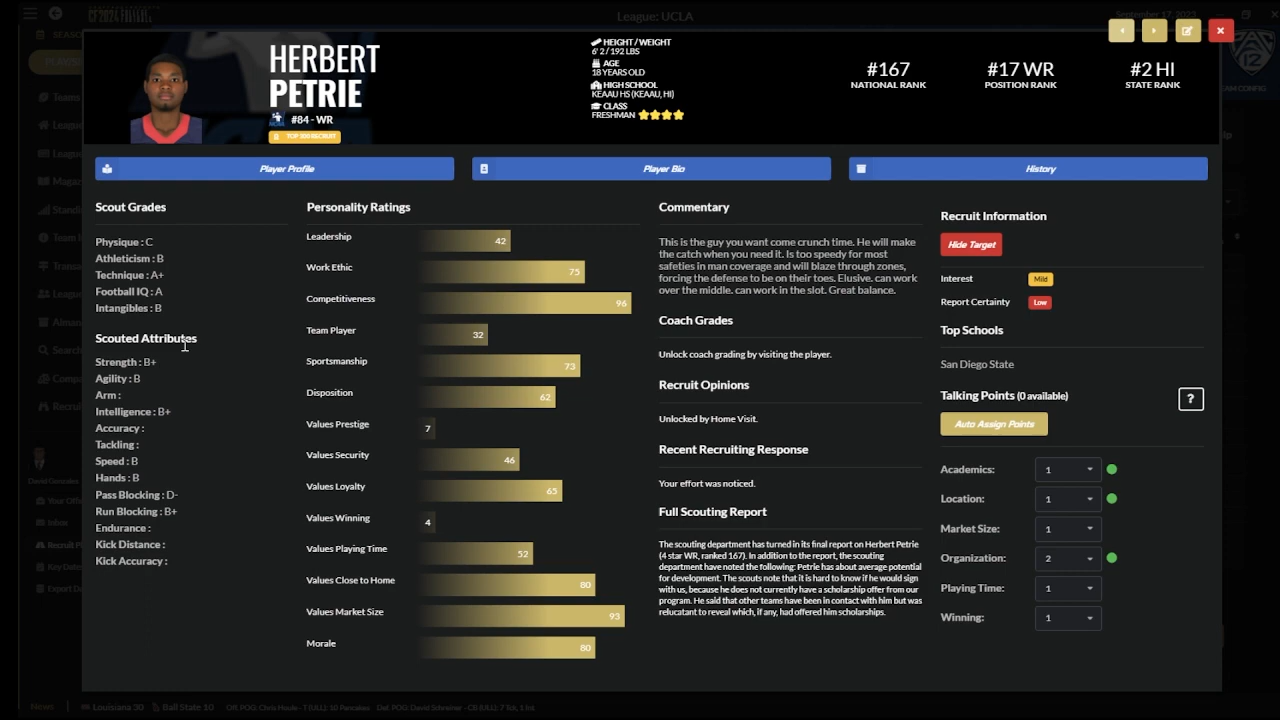 League: UCLA
September 17, 2023
HERBERT
PETRIE
#84 - WR
TOP 300 RECRUIT
HEIGHT / WEIGHT
6' 2 / 192 LBS
AGE
18 YEARS OLD
HIGH SCHOOL
KEAAU HS (KEAAU, HI)
CLASS
FRESHMAN
#167
NATIONAL RANK
#17 WR
POSITION RANK
#2 HI
STATE RANK
Player Profile
Player Bio
History
Scout Grades
Physique : C
Athleticism : B
Technique : A+
Football IQ : A
Intangibles : B
Scouted Attributes
Strength : B+
Agility : B
Arm :
Intelligence : B+
Accuracy :
Tackling :
Speed : B
Hands : B
Pass Blocking : D-
Run Blocking : B+
Endurance :
Kick Distance :
Kick Accuracy :
Personality Ratings
Leadership 42
Work Ethic 75
Competitiveness 96
Team Player 32
Sportsmanship 73
Disposition 62
Values Prestige 7
Values Security 46
Values Loyalty 65
Values Winning 4
Values Playing Time 52
Values Close to Home 80
Values Market Size 93
Morale 80
Commentary
This is the guy you want come crunch time. He will make
the catch when you need it. Is too speedy for most
safeties in man coverage and will blaze through zones,
forcing the defense to be on their toes. Elusive. can work
over the middle. can work in the slot. Great balance.
Coach Grades
Unlock coach grading by visiting the player.
Recruit Opinions
Unlocked by Home Visit.
Recent Recruiting Response
Your effort was noticed.
Full Scouting Report
The scouting department has turned in its final report on Herbert Petrie
(4 star WR, ranked 167). In addition to the report, the scouting
department have noted the following: Petrie has about average potential
for development. The scouts note that it is hard to know if he would sign
with us, because he does not currently have a scholarship offer from our
program. He said that other teams have been in contact with him but was
relucatant to reveal which, if any, had offered him scholarships.
Recruit Information
Hide Target
Interest Mild
Report Certainty Low
Top Schools
San Diego State
Talking Points (0 available)
?
Auto Assign Points
Academics: 1
Location: 1
Market Size: 1
Organization: 2
Playing Time: 1
Winning: 1
News
Louisiana 30
Ball State 10